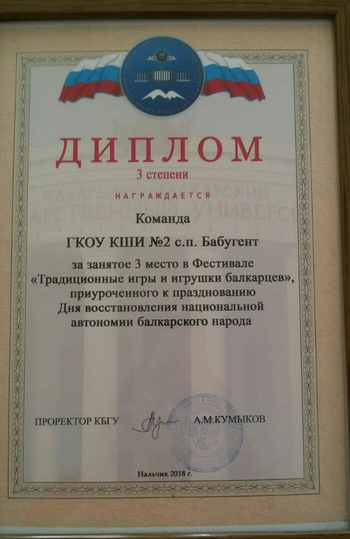 ДИПЛОМ
3 степени
НАГРАЖДАЕТСЯ
Команда
ГКОУ КШИ №2 с.п. Бабугент
за занятое 3 место в Фестивале
«Традиционные игры и игрушки балкарцев»,
приуроченного к празднованию
Дня восстановления национальной
автономии балкарского народа
ПРОРЕКТОР КБГУ А.М.КУМЫКОВ
Нальчик 2018 г.